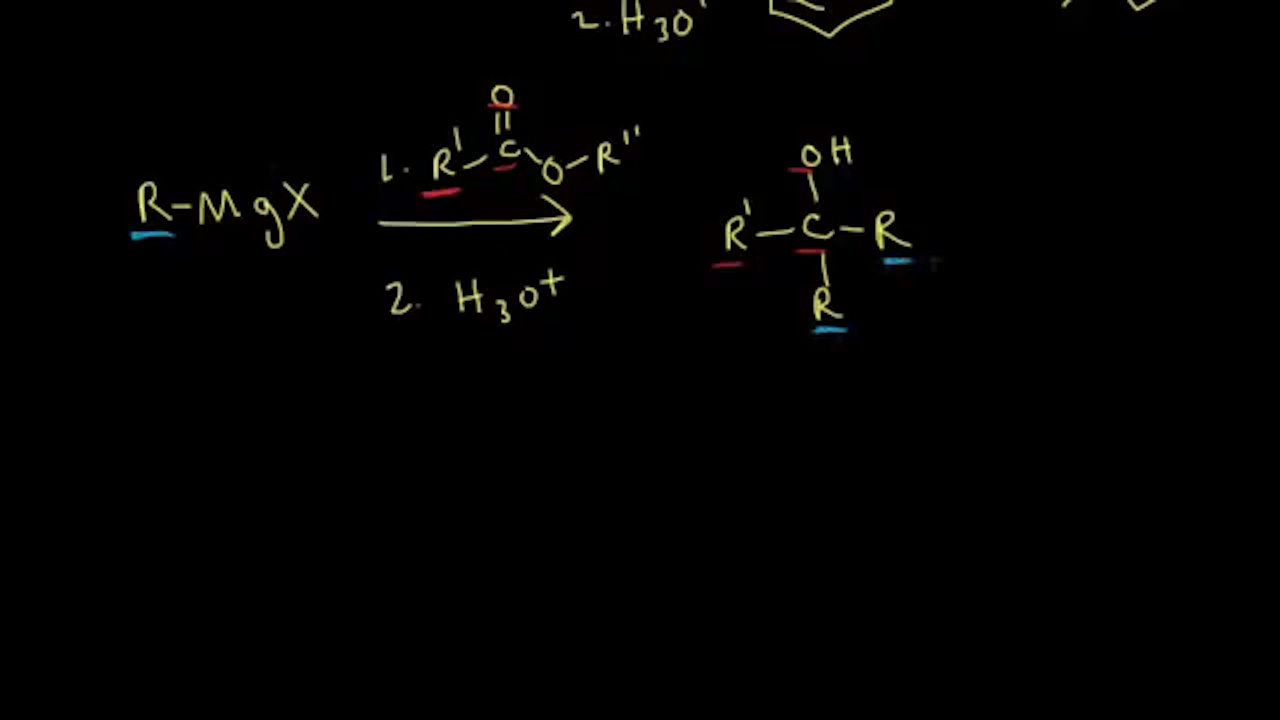 2. H3O+
O
1. R' C O R''
R-MgX
2. H3O+
OH
R' - C - R
R